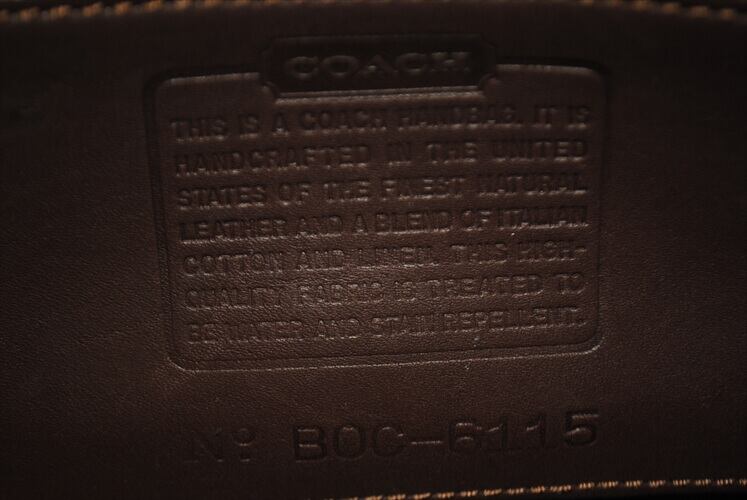 COACH
THIS IS A COACH HANDBAG. IT IS
HANDCRAFTED IN THE UNITED
STATES OF THE FINEST NATURAL
LEATHER AND A BLEND OF ITALIAN
COTTON AND LINEN. THIS HIGH-
QUALITY FABRIC IS TREATED TO
BE WATER AND STAIN REPELLENT.
Nº BOC-6115